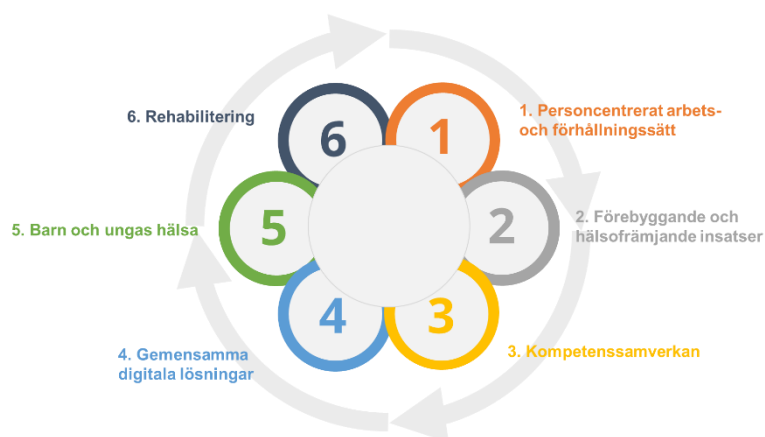 6. Rehabilitering
1. Personcentrerat arbets-
och förhållningssätt
6
1
5. Barn och ungas hälsa
5
2
2. Förebyggande och
hälsofrämjande insatser
4
3
4. Gemensamma
digitala lösningar
3. Kompetenssamverkan